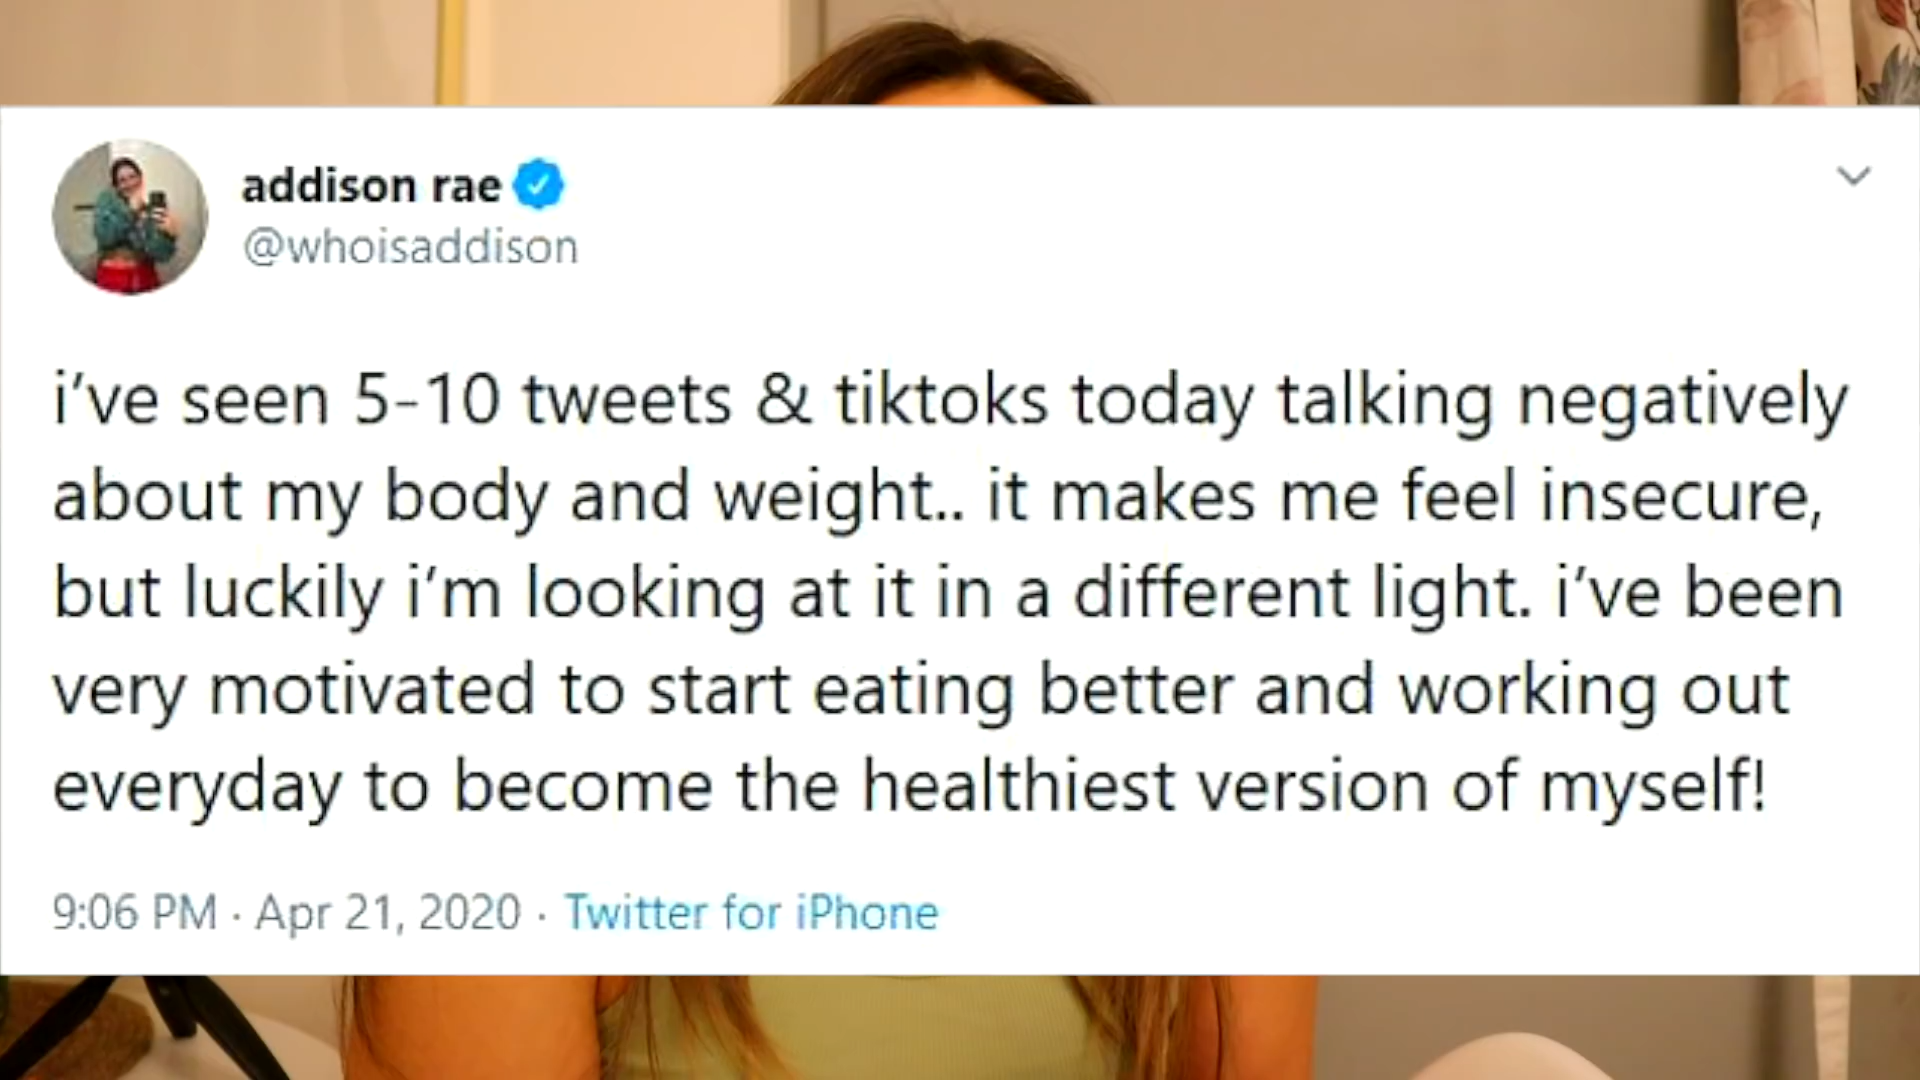 addison rae
@whoisaddison
i’ve seen 5-10 tweets & tiktoks today talking negatively
about my body and weight.. it makes me feel insecure,
but luckily i’m looking at it in a different light. i’ve been
very motivated to start eating better and working out
everyday to become the healthiest version of myself!
9:06 PM · Apr 21, 2020 · Twitter for iPhone